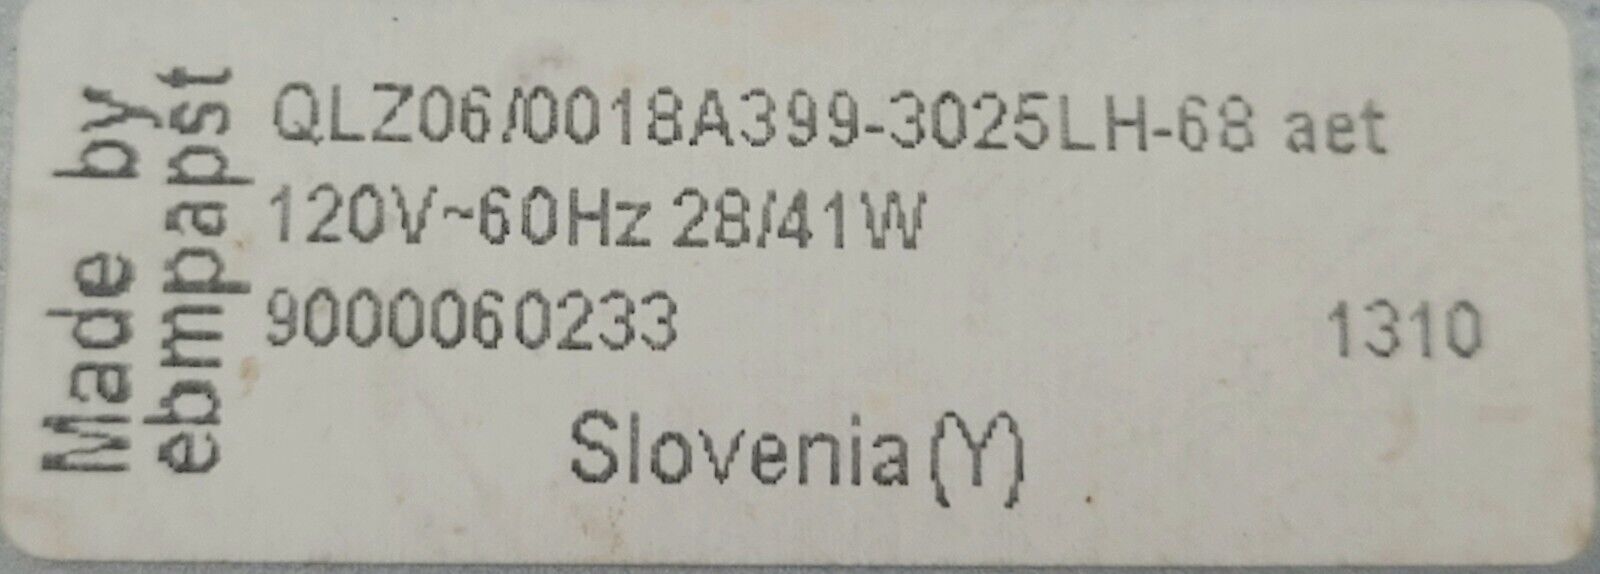 Made by
ebmpapst
QLZ06/0018A399-3025LH-68 aet
120V~60Hz 28/41W
9000060233
1310
Slovenia(Y)